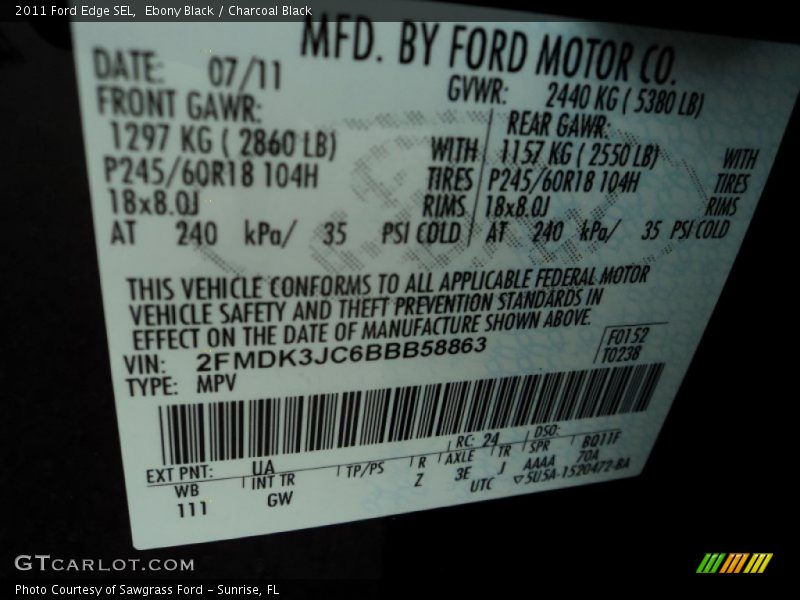 2011 Ford Edge SEL,  Ebony Black / Charcoal Black
MFD. BY FORD MOTOR CO.
DATE: 07/11
GVWR: 2440 KG ( 5380 LB)
FRONT GAWR:
1297 KG ( 2860 LB) WITH
P245/60R18 104H TIRES
18x8.0J RIMS
AT 240 kPa/ 35 PSI COLD
REAR GAWR:
1157 KG ( 2550 LB) WITH
P245/60R18 104H TIRES
18x8.0J RIMS
AT 240 kPa/ 35 PSI COLD
THIS VEHICLE CONFORMS TO ALL APPLICABLE FEDERAL MOTOR
VEHICLE SAFETY AND THEFT PREVENTION STANDARDS IN
EFFECT ON THE DATE OF MANUFACTURE SHOWN ABOVE.
VIN: 2FMDK3JC6BBB58863
F0152
T0238
TYPE: MPV
EXT PNT: UA RC: 24 DSO:
WB INT TR TP/PS R AXLE TR SPR BQ11F
111 GW Z 3E J AAAA 70A
UTC 5U5A-1520472-BA
GTCARLOT.COM
Photo Courtesy of Sawgrass Ford - Sunrise, FL